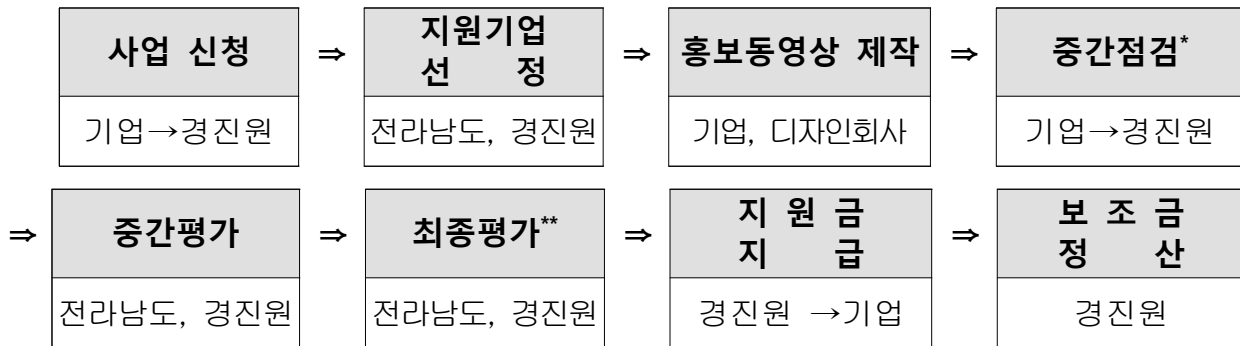 사업 신청 ⇒ 지원기업 선 정 ⇒ 홍보동영상 제작 ⇒ 중간점검*
기업→경진원 전라남도, 경진원 기업, 디자인회사 기업→경진원
⇒ 중간평가 ⇒ 최종평가** ⇒ 지 원 금 지 급 ⇒ 보 조 금 정 산
전라남도, 경진원 전라남도, 경진원 경진원 →기업 경진원